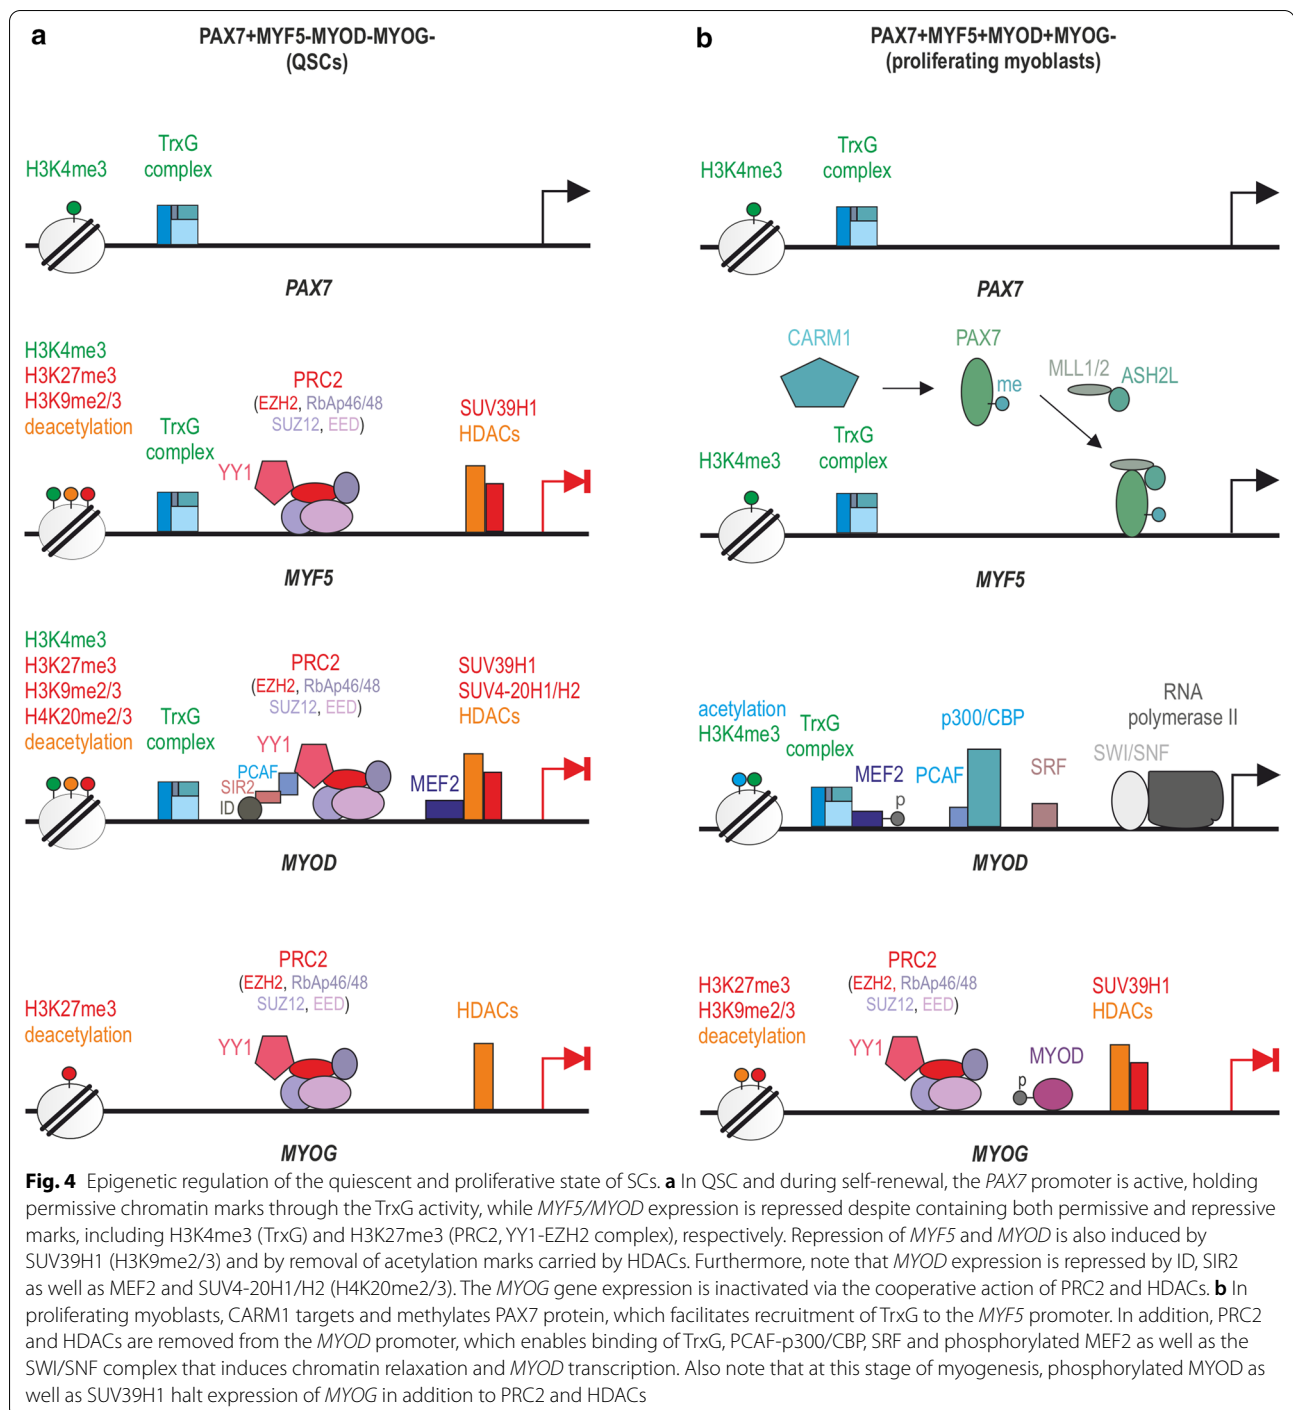 a
PAX7+MYF5-MYOD-MYOG-
(QSCs)
H3K4me3
TrxG
complex
PAX7
H3K4me3
H3K27me3
H3K9me2/3
deacetylation
TrxG
complex
YY1
PRC2
(EZH2, RbAp46/48
SUZ12, EED)
SUV39H1
HDACs
MYF5
H3K4me3
H3K27me3
H3K9me2/3
H4K20me2/3
deacetylation
TrxG
complex
PCAF
SIR2
ID
YY1
PRC2
(EZH2, RbAp46/48
SUZ12, EED)
MEF2
SUV39H1
SUV4-20H1/H2
HDACs
MYOD
H3K27me3
deacetylation
YY1
PRC2
(EZH2, RbAp46/48
SUZ12, EED)
HDACs
MYOG
b
PAX7+MYF5+MYOD+MYOG-
(proliferating myoblasts)
H3K4me3
TrxG
complex
PAX7
CARM1
PAX7
me
MLL1/2
ASH2L
H3K4me3
TrxG
complex
MYF5
acetylation
H3K4me3
TrxG
complex
MEF2
p
PCAF
p300/CBP
SRF
SWI/SNF
RNA
polymerase II
MYOD
H3K27me3
H3K9me2/3
deacetylation
YY1
PRC2
(EZH2, RbAp46/48
SUZ12, EED)
p
MYOD
SUV39H1
HDACs
MYOG
Fig. 4 Epigenetic regulation of the quiescent and proliferative state of SCs. a In QSC and during self-renewal, the PAX7 promoter is active, holding
permissive chromatin marks through the TrxG activity, while MYF5/MYOD expression is repressed despite containing both permissive and repressive
marks, including H3K4me3 (TrxG) and H3K27me3 (PRC2, YY1-EZH2 complex), respectively. Repression of MYF5 and MYOD is also induced by
SUV39H1 (H3K9me2/3) and by removal of acetylation marks carried by HDACs. Furthermore, note that MYOD expression is repressed by ID, SIR2
as well as MEF2 and SUV4-20H1/H2 (H4K20me2/3). The MYOG gene expression is inactivated via the cooperative action of PRC2 and HDACs. b In
proliferating myoblasts, CARM1 targets and methylates PAX7 protein, which facilitates recruitment of TrxG to the MYF5 promoter. In addition, PRC2
and HDACs are removed from the MYOD promoter, which enables binding of TrxG, PCAF-p300/CBP, SRF and phosphorylated MEF2 as well as the
SWI/SNF complex that induces chromatin relaxation and MYOD transcription. Also note that at this stage of myogenesis, phosphorylated MYOD as
well as SUV39H1 halt expression of MYOG in addition to PRC2 and HDACs